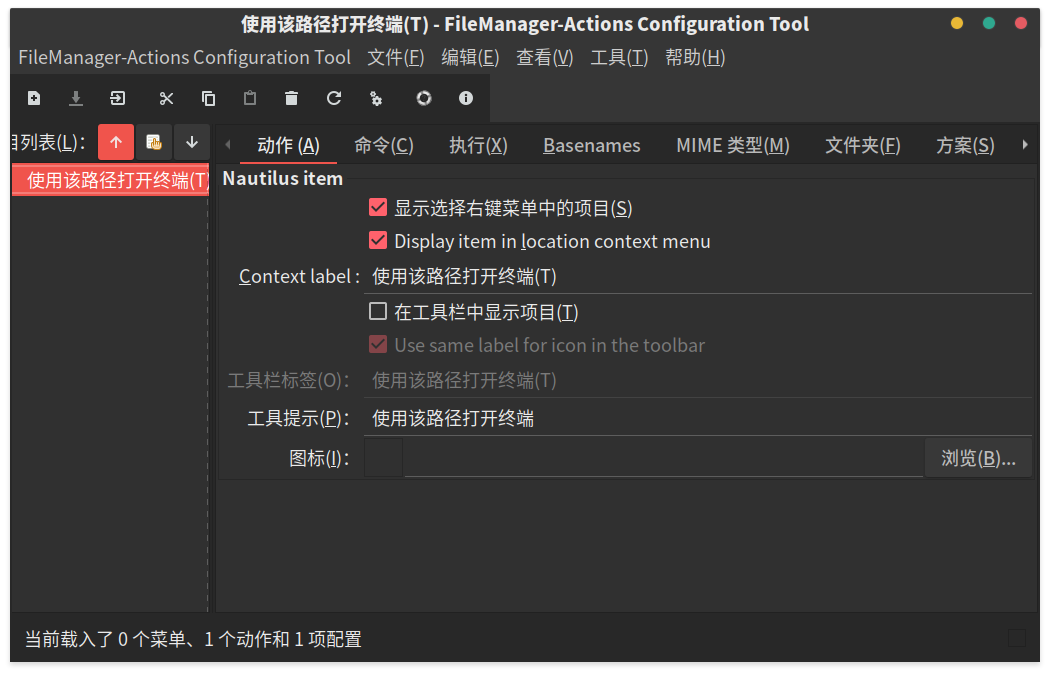 使用该路径打开终端(T) - FileManager-Actions Configuration Tool
FileManager-Actions Configuration Tool 文件(F) 编辑(E) 查看(V) 工具(T) 帮助(H)
列表(L)： 动作 (A) 命令(C) 执行(X) Basenames MIME 类型(M) 文件夹(F) 方案(S)
使用该路径打开终端(T)
Nautilus item
显示选择右键菜单中的项目(S)
Display item in location context menu
Context label : 使用该路径打开终端(T)
在工具栏中显示项目(T)
Use same label for icon in the toolbar
工具栏标签(O)： 使用该路径打开终端(T)
工具提示(P)： 使用该路径打开终端
图标(I)： 浏览(B)...
当前载入了 0 个菜单、1 个动作和 1 项配置